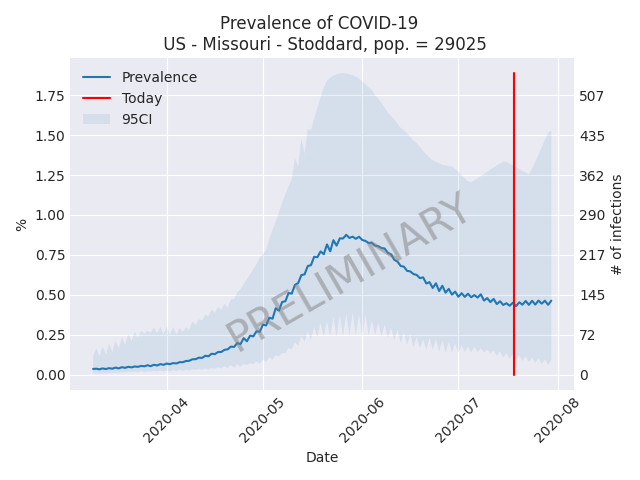 Prevalence of COVID-19
US - Missouri - Stoddard, pop. = 29025
Prevalence
Today
95CI
1.75
1.50
1.25
1.00
0.75
0.50
0.25
0.00
%
507
435
362
290
217
145
72
0
# of infections
PRELIMINARY
2020-04
2020-05
2020-06
2020-07
2020-08
Date